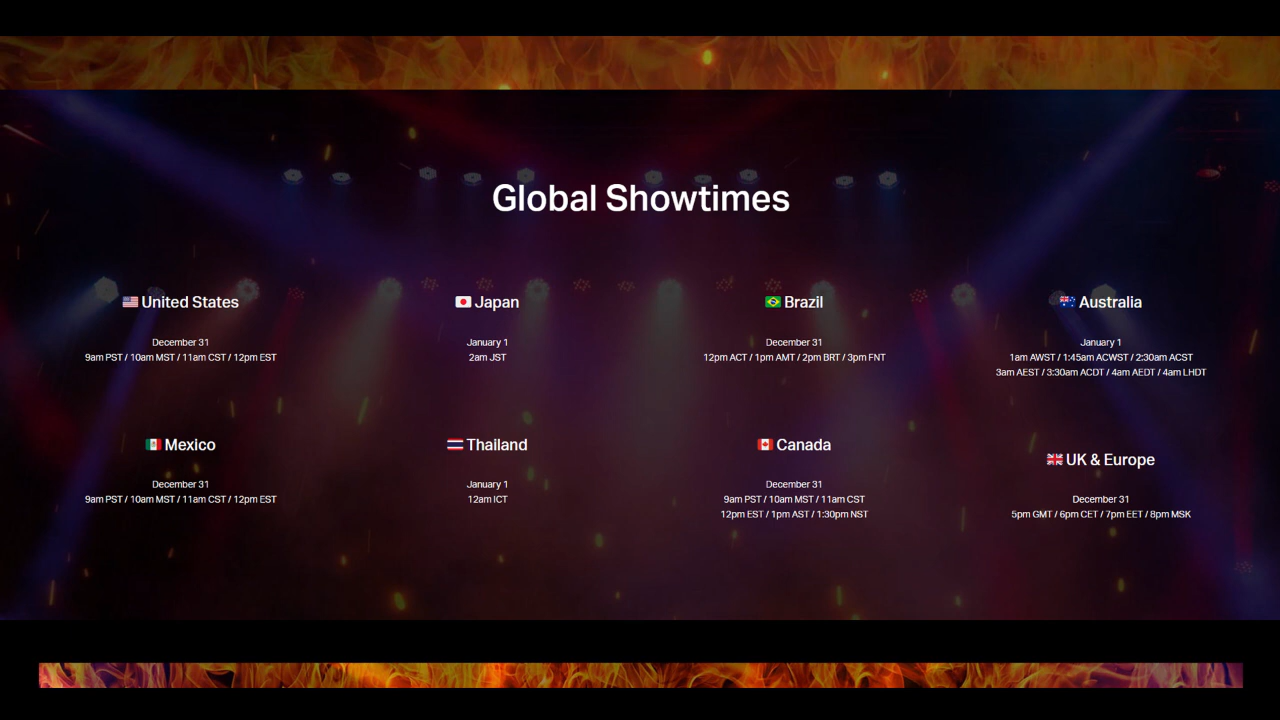 Global Showtimes
United States
December 31
9am PST / 10am MST / 11am CST / 12pm EST
Japan
January 1
2am JST
Brazil
December 31
12pm ACT / 1pm AMT / 2pm BRT / 3pm FNT
Australia
January 1
1am AWST / 1:45am ACWST / 2:30am ACST
3am AEST / 3:30am ACDT / 4am AEDT / 4am LHDT
Mexico
December 31
9am PST / 10am MST / 11am CST / 12pm EST
Thailand
January 1
12am ICT
Canada
December 31
9am PST / 10am MST / 11am CST
12pm EST / 1pm AST / 1:30pm NST
UK & Europe
December 31
5pm GMT / 6pm CET / 7pm EET / 8pm MSK